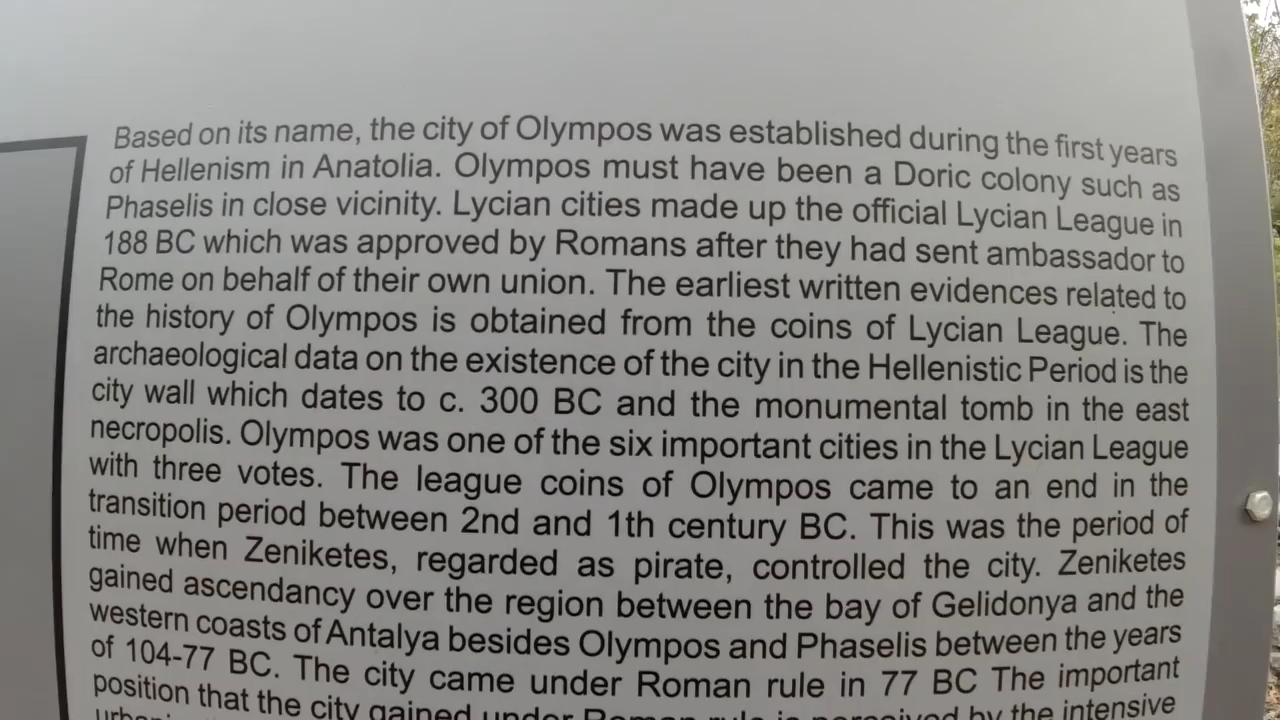 Based on its name, the city of Olympos was established during the first years
of Hellenism in Anatolia. Olympos must have been a Doric colony such as
Phaselis in close vicinity. Lycian cities made up the official Lycian League in
188 BC which was approved by Romans after they had sent ambassador to
Rome on behalf of their own union. The earliest written evidences related to
the history of Olympos is obtained from the coins of Lycian League. The
archaeological data on the existence of the city in the Hellenistic Period is the
city wall which dates to c. 300 BC and the monumental tomb in the east
necropolis. Olympos was one of the six important cities in the Lycian League
with three votes. The league coins of Olympos came to an end in the
transition period between 2nd and 1th century BC. This was the period of
time when Zeniketes, regarded as pirate, controlled the city. Zeniketes
gained ascendancy over the region between the bay of Gelidonya and the
western coasts of Antalya besides Olympos and Phaselis between the years
of 104-77 BC. The city came under Roman rule in 77 BC The important
position that the city gained under Roman rule is perceived by the intensive